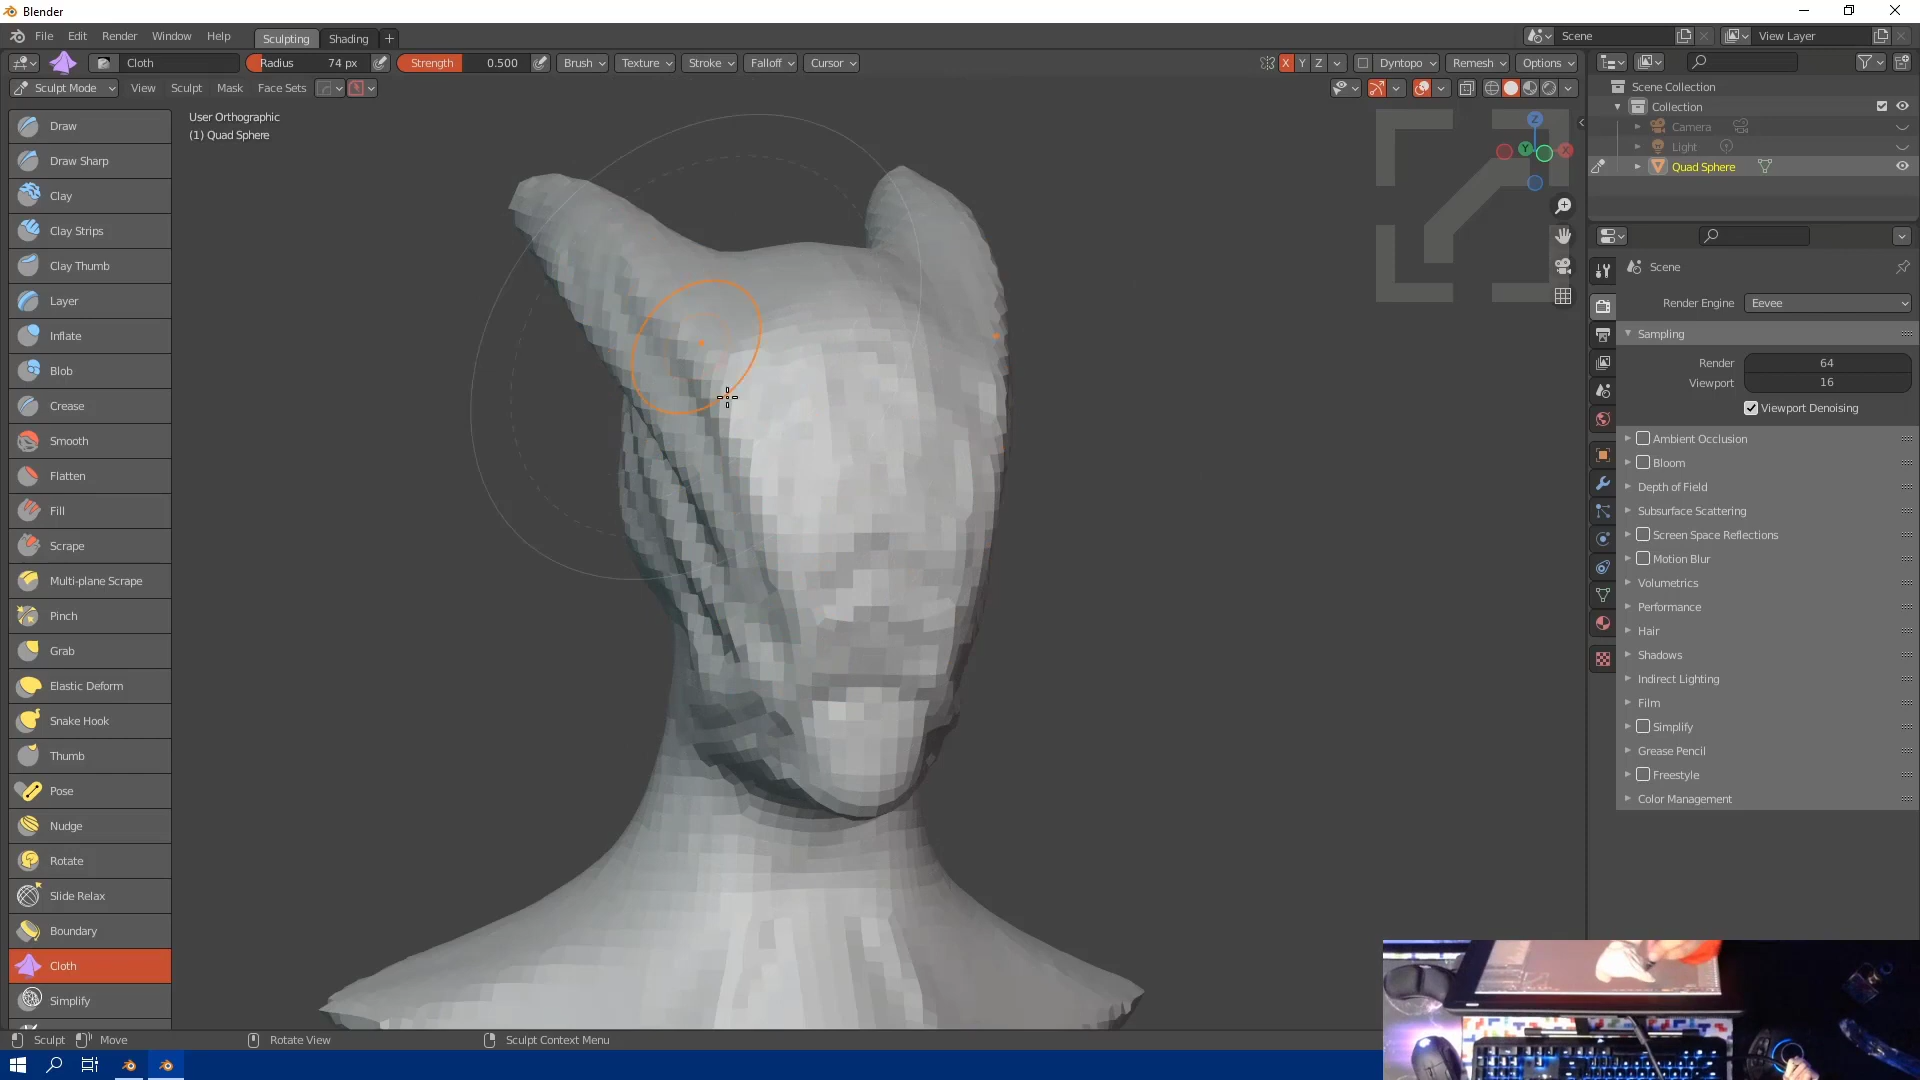 Blender
File Edit Render Window Help Sculpting Shading + Scene View Layer
Cloth Radius 74 px Strength 0.500 Brush Texture Stroke Falloff Cursor X Y Z Dyntopo Remesh Options
Sculpt Mode View Sculpt Mask Face Sets
User Orthographic
(1) Quad Sphere
Draw
Draw Sharp
Clay
Clay Strips
Clay Thumb
Layer
Inflate
Blob
Crease
Smooth
Flatten
Fill
Scrape
Multi-plane Scrape
Pinch
Grab
Elastic Deform
Snake Hook
Thumb
Pose
Nudge
Rotate
Slide Relax
Boundary
Cloth
Simplify
Z
Y
X
Scene Collection
Collection
Camera
Light
Quad Sphere
Scene
Render Engine Eevee
Sampling
Render 64
Viewport 16
Viewport Denoising
Ambient Occlusion
Bloom
Depth of Field
Subsurface Scattering
Screen Space Reflections
Motion Blur
Volumetrics
Performance
Hair
Shadows
Indirect Lighting
Film
Simplify
Grease Pencil
Freestyle
Color Management
Sculpt Move Rotate View Sculpt Context Menu